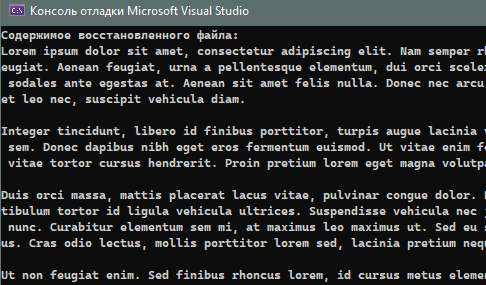 Консоль отладки Microsoft Visual Studio
Содержимое восстановленного файла:
Lorem ipsum dolor sit amet, consectetur adipiscing elit. Nam semper
eugiat. Aenean feugiat, urna a pellentesque elementum, dui orci
sodales ante egestas at. Aenean sit amet felis nulla. Donec nec arcu
et leo nec, suscipit vehicula diam.
Integer tincidunt, libero id finibus porttitor, turpis augue lacinia
sem. Donec dapibus nibh eget eros fermentum euismod. Ut vitae enim
vitae tortor cursus hendrerit. Proin pretium lorem eget magna
Duis orci massa, mattis placerat lacus vitae, pulvinar congue dolor.
tibulum tortor id ligula vehicula ultrices. Suspendisse vehicula nec
nunc. Curabitur elementum sem mi, at maximus leo maximus ut. Sed eu
us. Cras odio lectus, mollis porttitor lorem sed, lacinia pretium
Ut non feugiat enim. Sed finibus rhoncus lorem, id cursus metus